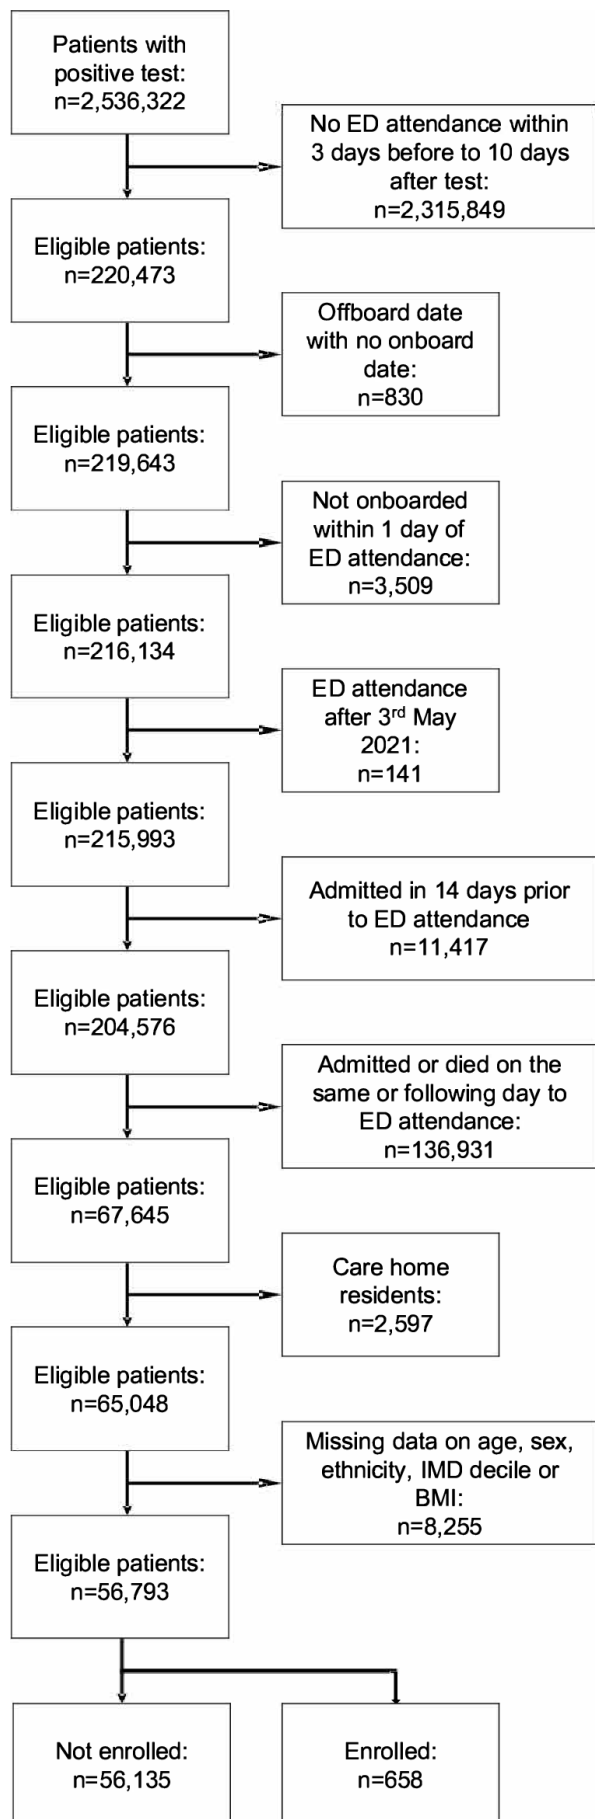 Patients with
positive test:
n=2,536,322
No ED attendance within
3 days before to 10 days
after test:
n=2,315,849
Eligible patients:
n=220,473
Offboard date
with no onboard
date:
n=830
Eligible patients:
n=219,643
Not onboarded
within 1 day of
ED attendance:
n=3,509
Eligible patients:
n=216,134
ED attendance
after 3rd May
2021:
n=141
Eligible patients:
n=215,993
Admitted in 14 days prior
to ED attendance
n=11,417
Eligible patients:
n=204,576
Admitted or died on the
same or following day to
ED attendance:
n=136,931
Eligible patients:
n=67,645
Care home
residents:
n=2,597
Eligible patients:
n=65,048
Missing data on age, sex,
ethnicity, IMD decile or
BMI:
n=8,255
Eligible patients:
n=56,793
Not enrolled:
n=56,135
Enrolled:
n=658